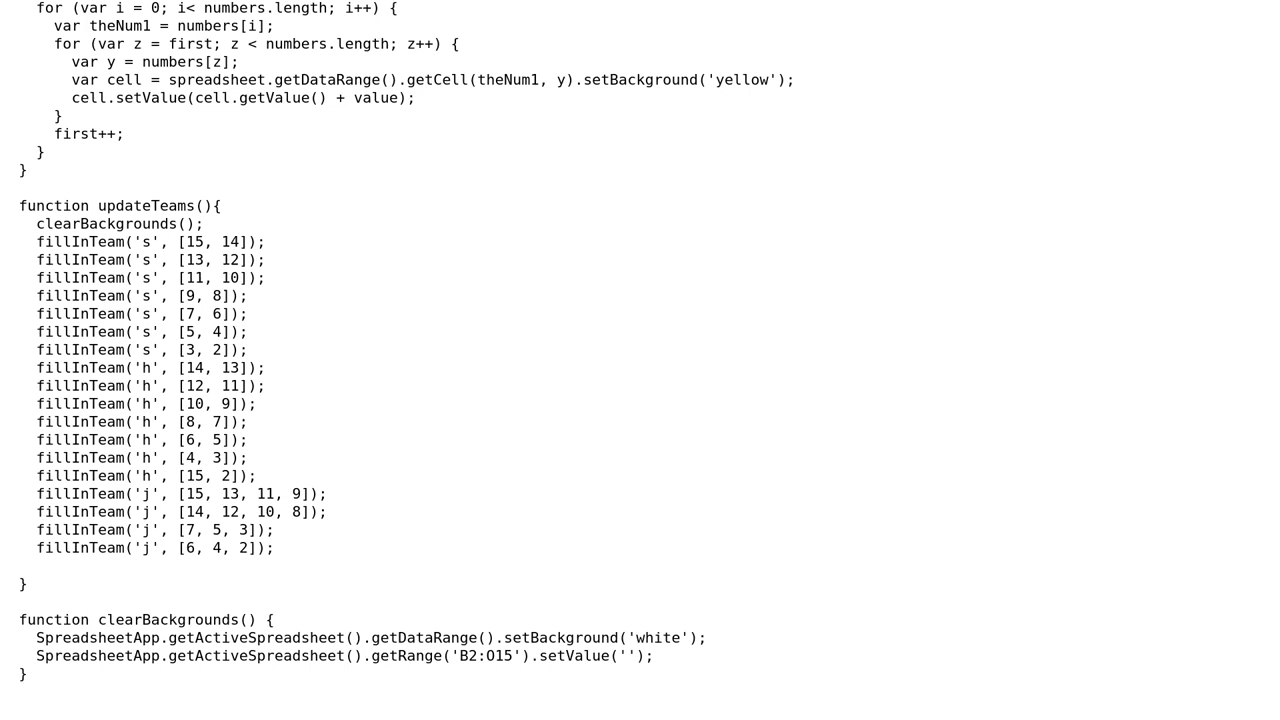 for (var i = 0; i< numbers.length; i++) {
var theNum1 = numbers[i];
for (var z = first; z < numbers.length; z++) {
var y = numbers[z];
var cell = spreadsheet.getDataRange().getCell(theNum1, y).setBackground('yellow');
cell.setValue(cell.getValue() + value);
}
first++;
}
}
function updateTeams(){
clearBackgrounds();
fillInTeam('s', [15, 14]);
fillInTeam('s', [13, 12]);
fillInTeam('s', [11, 10]);
fillInTeam('s', [9, 8]);
fillInTeam('s', [7, 6]);
fillInTeam('s', [5, 4]);
fillInTeam('s', [3, 2]);
fillInTeam('h', [14, 13]);
fillInTeam('h', [12, 11]);
fillInTeam('h', [10, 9]);
fillInTeam('h', [8, 7]);
fillInTeam('h', [6, 5]);
fillInTeam('h', [4, 3]);
fillInTeam('h', [15, 2]);
fillInTeam('j', [15, 13, 11, 9]);
fillInTeam('j', [14, 12, 10, 8]);
fillInTeam('j', [7, 5, 3]);
fillInTeam('j', [6, 4, 2]);
}
function clearBackgrounds() {
SpreadsheetApp.getActiveSpreadsheet().getDataRange().setBackground('white');
SpreadsheetApp.getActiveSpreadsheet().getRange('B2:O15').setValue('');
}